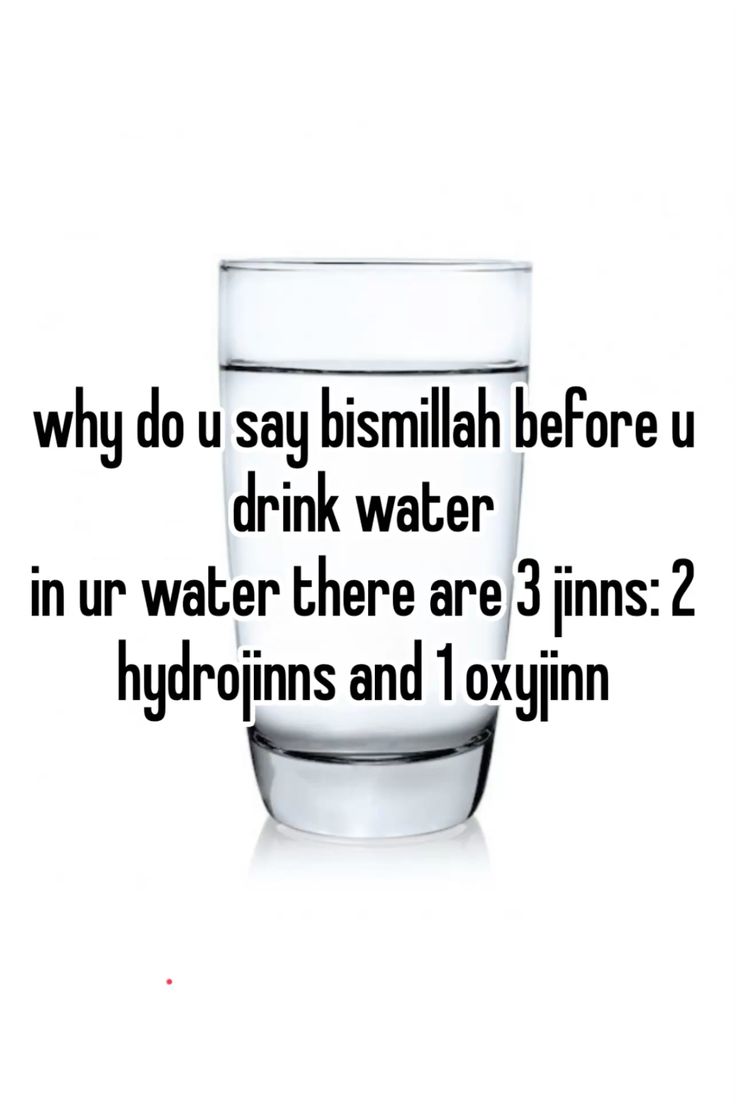 why do u say bismillah before u
drink water
in ur water there are 3 jinns: 2
hydrojinns and 1 oxyjinn